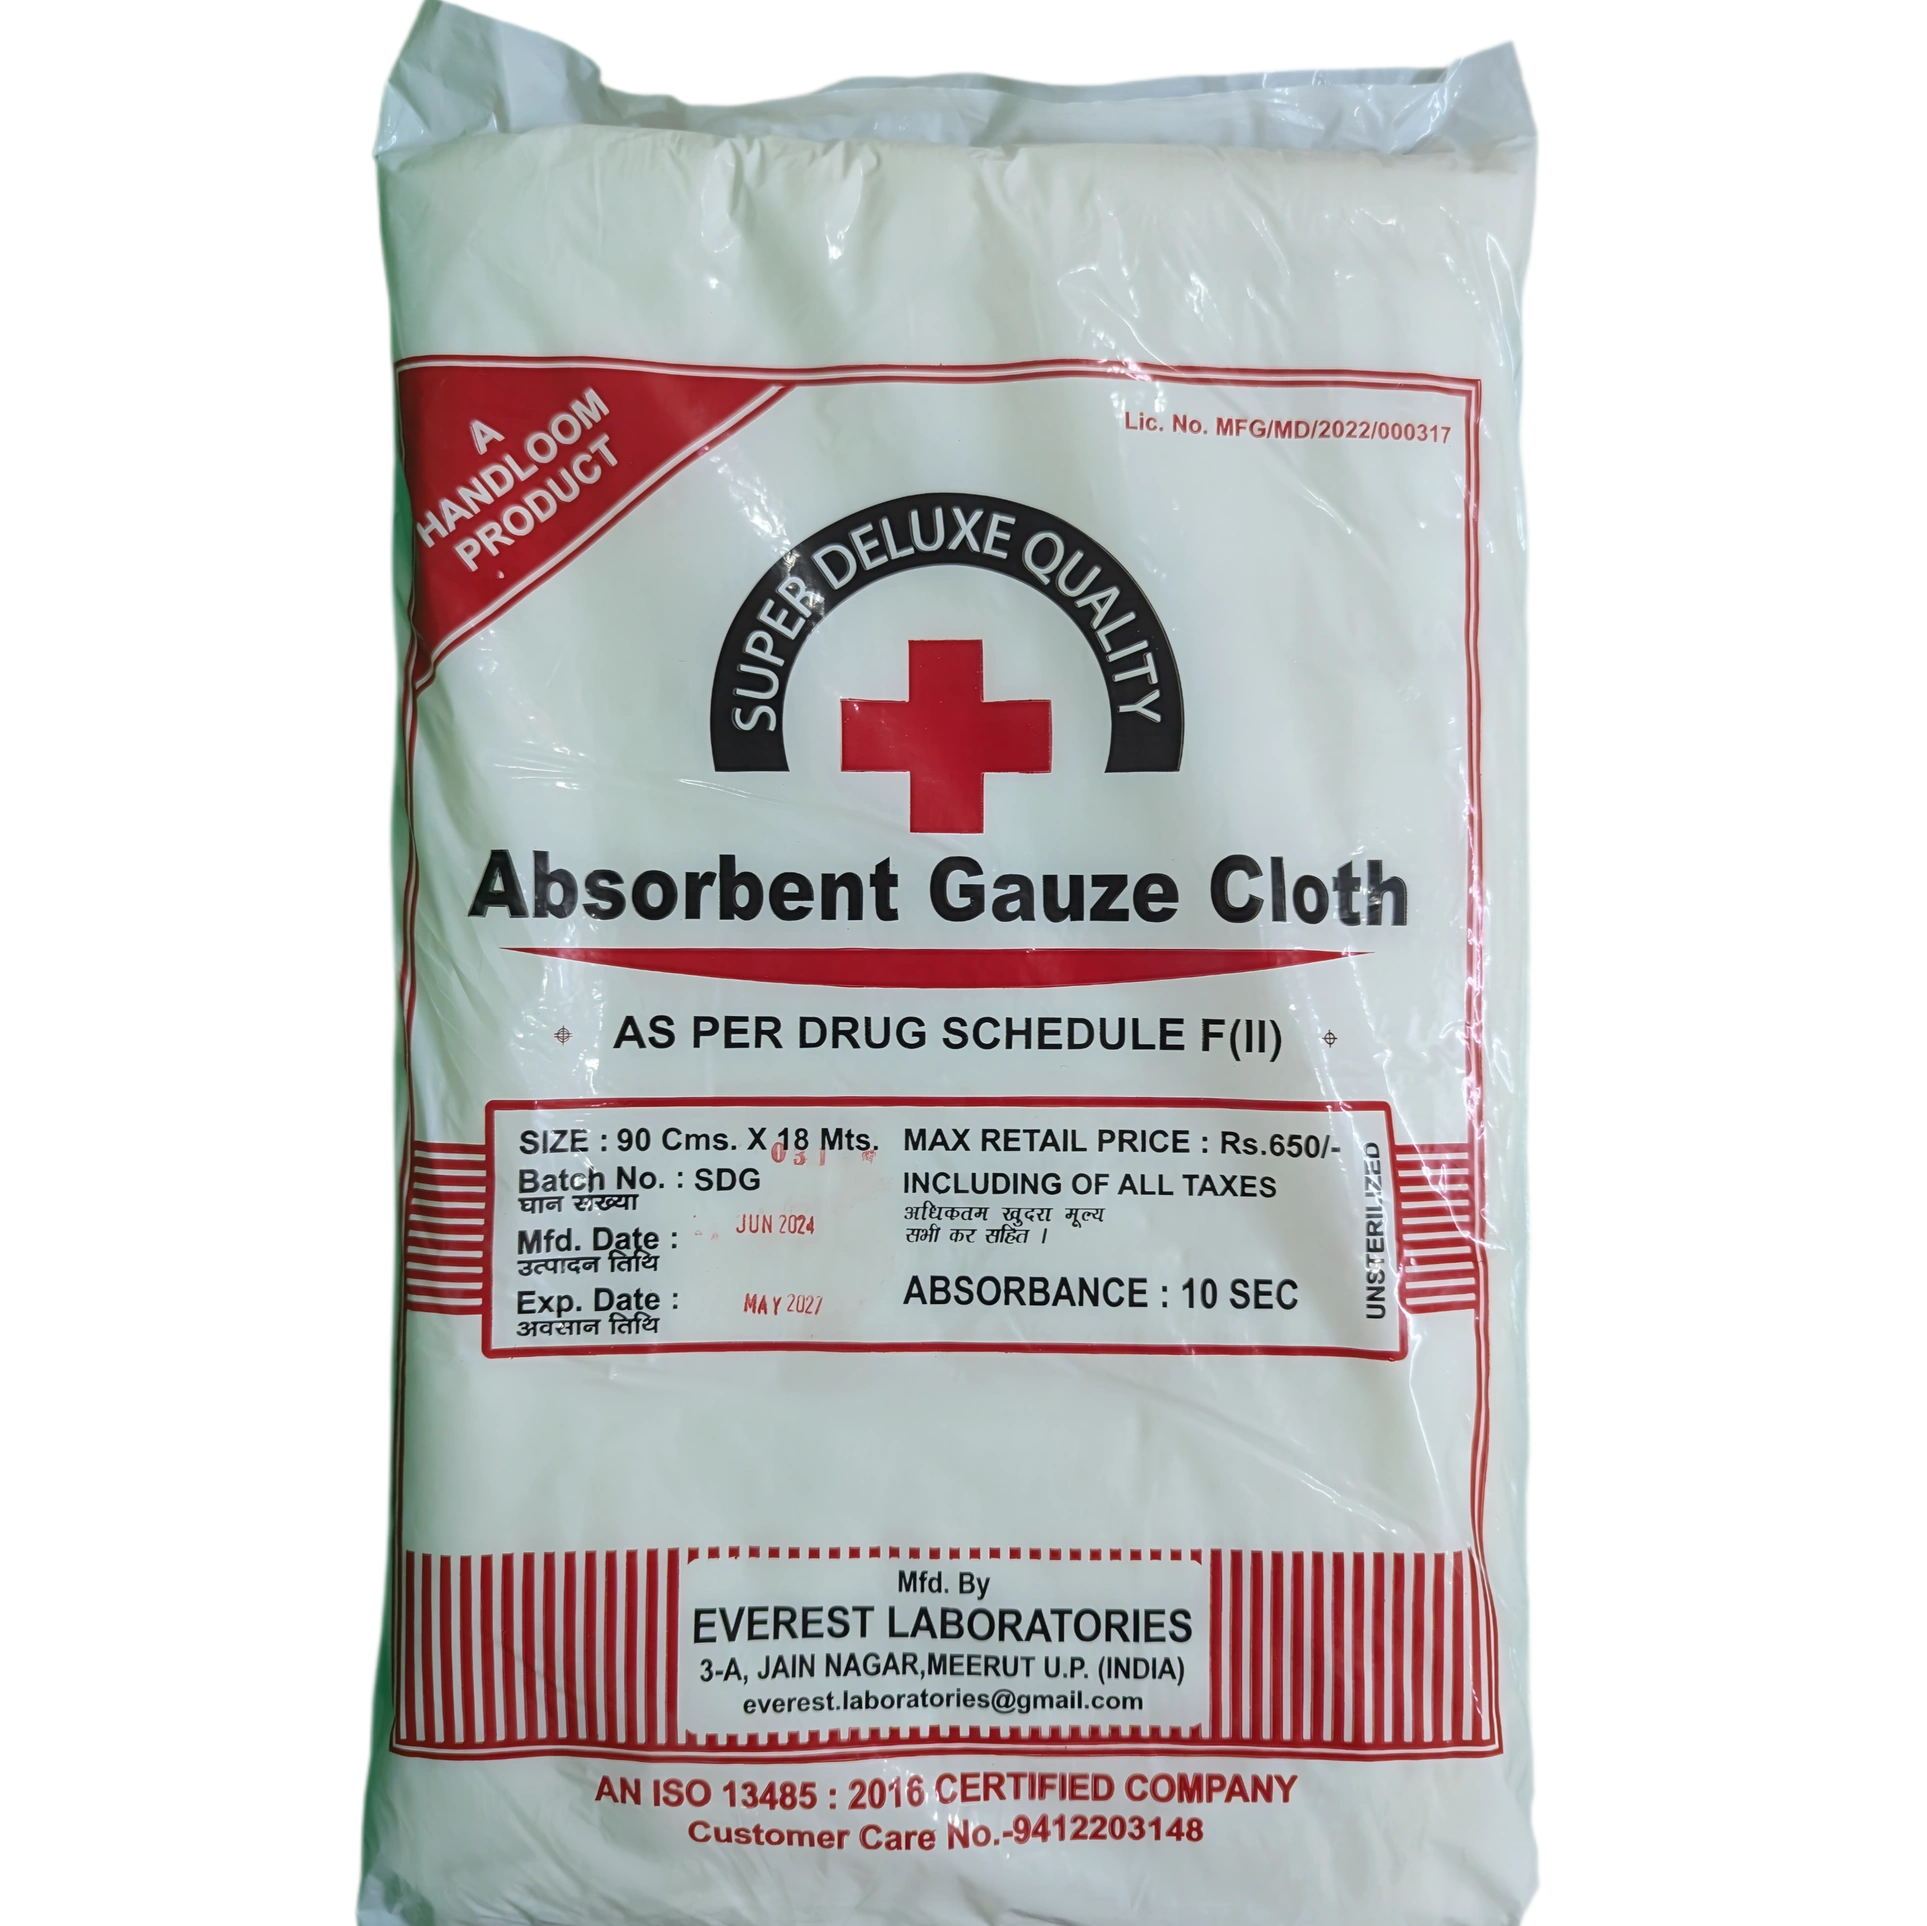 A
HANDLOOM
PRODUCT
Lic. No. MFG/MD/2022/000317
SUPER DELUXE QUALITY
Absorbent Gauze Cloth
AS PER DRUG SCHEDULE F(II)
SIZE : 90 Cms. X 18 Mts.
Batch No. : SDG
घान सख्या
Mfd. Date : JUN 2024
उत्पादन तिथि
Exp. Date : MAY 2027
अवसान तिथि
MAX RETAIL PRICE : Rs.650/-
INCLUDING OF ALL TAXES
अधिकतम खुदरा मूल्य
सभी कर सहित ।
ABSORBANCE : 10 SEC
UNSTERILIZED
Mfd. By
EVEREST LABORATORIES
3-A, JAIN NAGAR,MEERUT U.P. (INDIA)
everest.laboratories@gmail.com
AN ISO 13485 : 2016 CERTIFIED COMPANY
Customer Care No.-9412203148